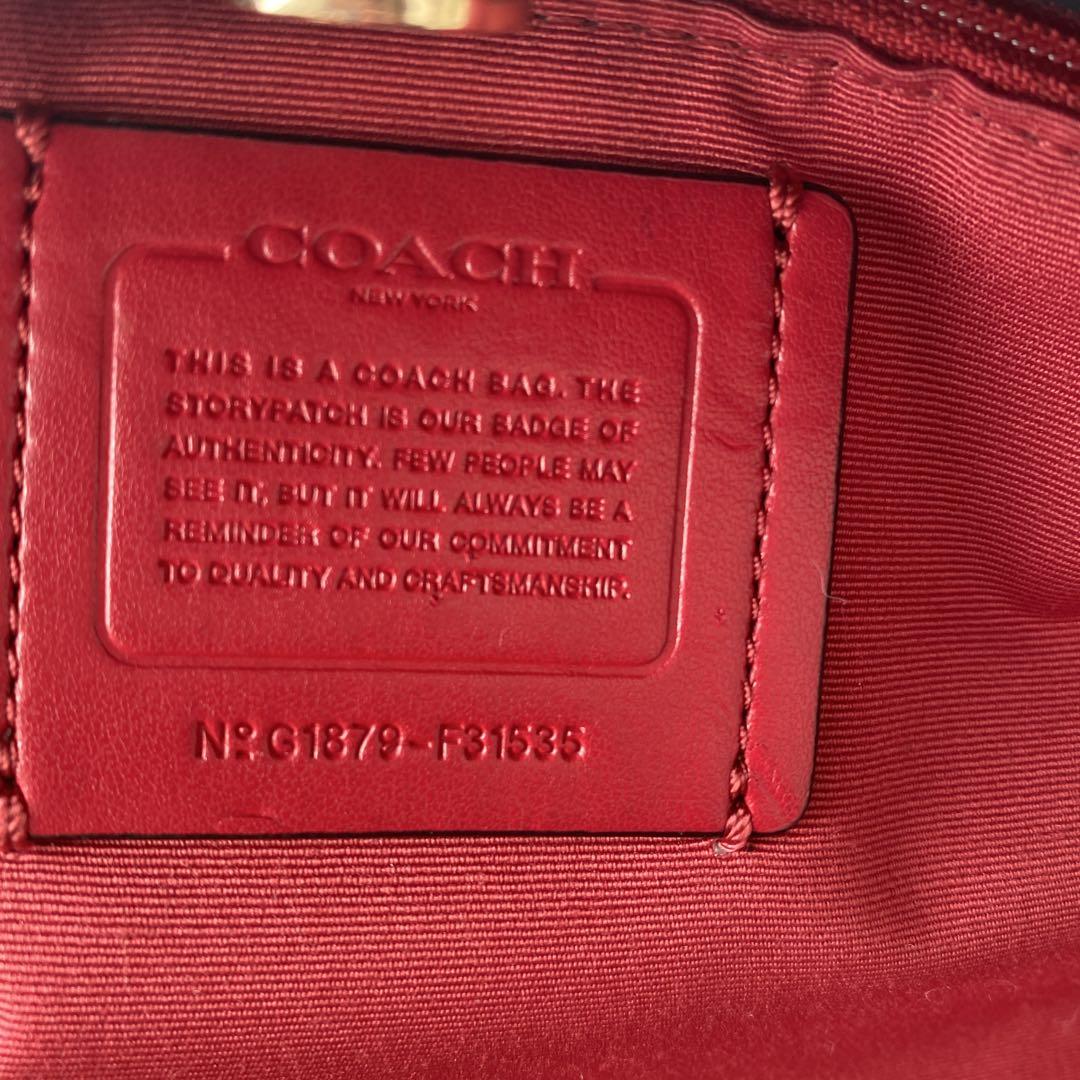 COACH
NEW YORK
THIS IS A COACH BAG. THE
STORYPATCH IS OUR BADGE OF
AUTHENTICITY. FEW PEOPLE MAY
SEE IT, BUT IT WILL ALWAYS BE A
REMINDER OF OUR COMMITMENT
TO QUALITY AND CRAFTSMANSHIP.
Nº. G1879-F31535